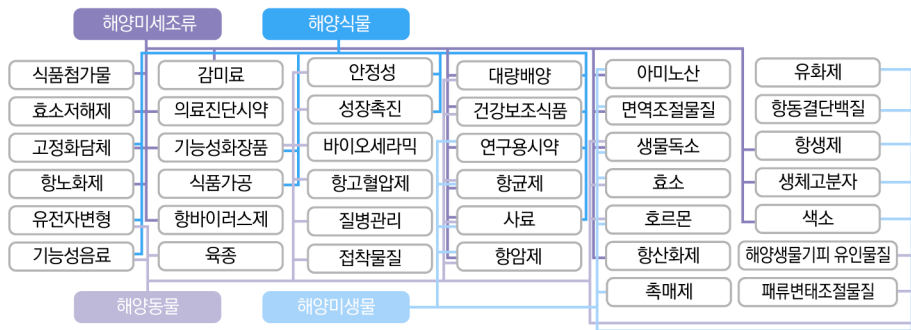 해양미세조류
해양식물
식품첨가물
효소저해제
고정화담체
항노화제
유전자변형
기능성음료
감미료
의료진단시약
기능성화장품
식품가공
항바이러스제
육종
안정성
성장촉진
바이오세라믹
항고혈압제
질병관리
접착물질
대량배양
건강보조식품
연구용시약
항균제
사료
항암제
아미노산
면역조절물질
생물독소
효소
호르몬
항산화제
촉매제
유화제
항동결단백질
항생제
생체고분자
색소
해양생물기피 유인물질
패류변태조절물질
해양동물
해양미생물